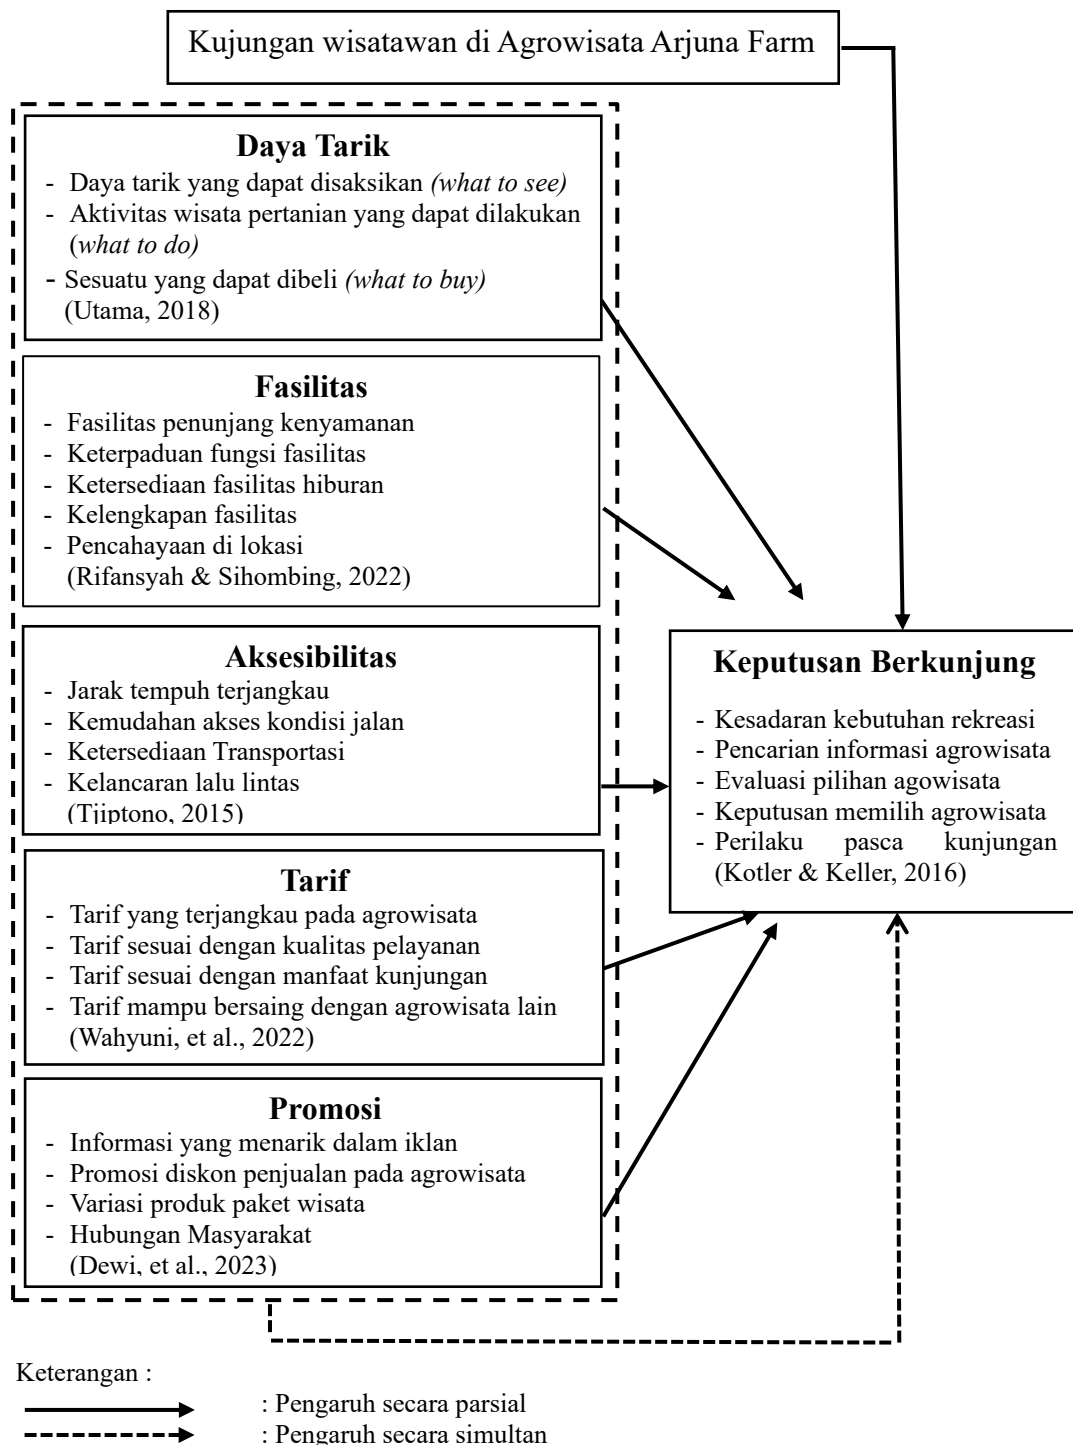 Kujungan wisatawan di Agrowisata Arjuna Farm
Daya Tarik
- Daya tarik yang dapat disaksikan (what to see)
- Aktivitas wisata pertanian yang dapat dilakukan
(what to do)
- Sesuatu yang dapat dibeli (what to buy)
(Utama, 2018)
Fasilitas
- Fasilitas penunjang kenyamanan
- Keterpaduan fungsi fasilitas
- Ketersediaan fasilitas hiburan
- Kelengkapan fasilitas
- Pencahayaan di lokasi
(Rifansyah & Sihombing, 2022)
Aksesibilitas
- Jarak tempuh terjangkau
- Kemudahan akses kondisi jalan
- Ketersediaan Transportasi
- Kelancaran lalu lintas
(Tjiptono, 2015)
Tarif
- Tarif yang terjangkau pada agrowisata
- Tarif sesuai dengan kualitas pelayanan
- Tarif sesuai dengan manfaat kunjungan
- Tarif mampu bersaing dengan agrowisata lain
(Wahyuni, et al., 2022)
Promosi
- Informasi yang menarik dalam iklan
- Promosi diskon penjualan pada agrowisata
- Variasi produk paket wisata
- Hubungan Masyarakat
(Dewi, et al., 2023)
Keputusan Berkunjung
- Kesadaran kebutuhan rekreasi
- Pencarian informasi agrowisata
- Evaluasi pilihan agowisata
- Keputusan memilih agrowisata
- Perilaku pasca kunjungan
(Kotler & Keller, 2016)
Keterangan :
: Pengaruh secara parsial
: Pengaruh secara simultan